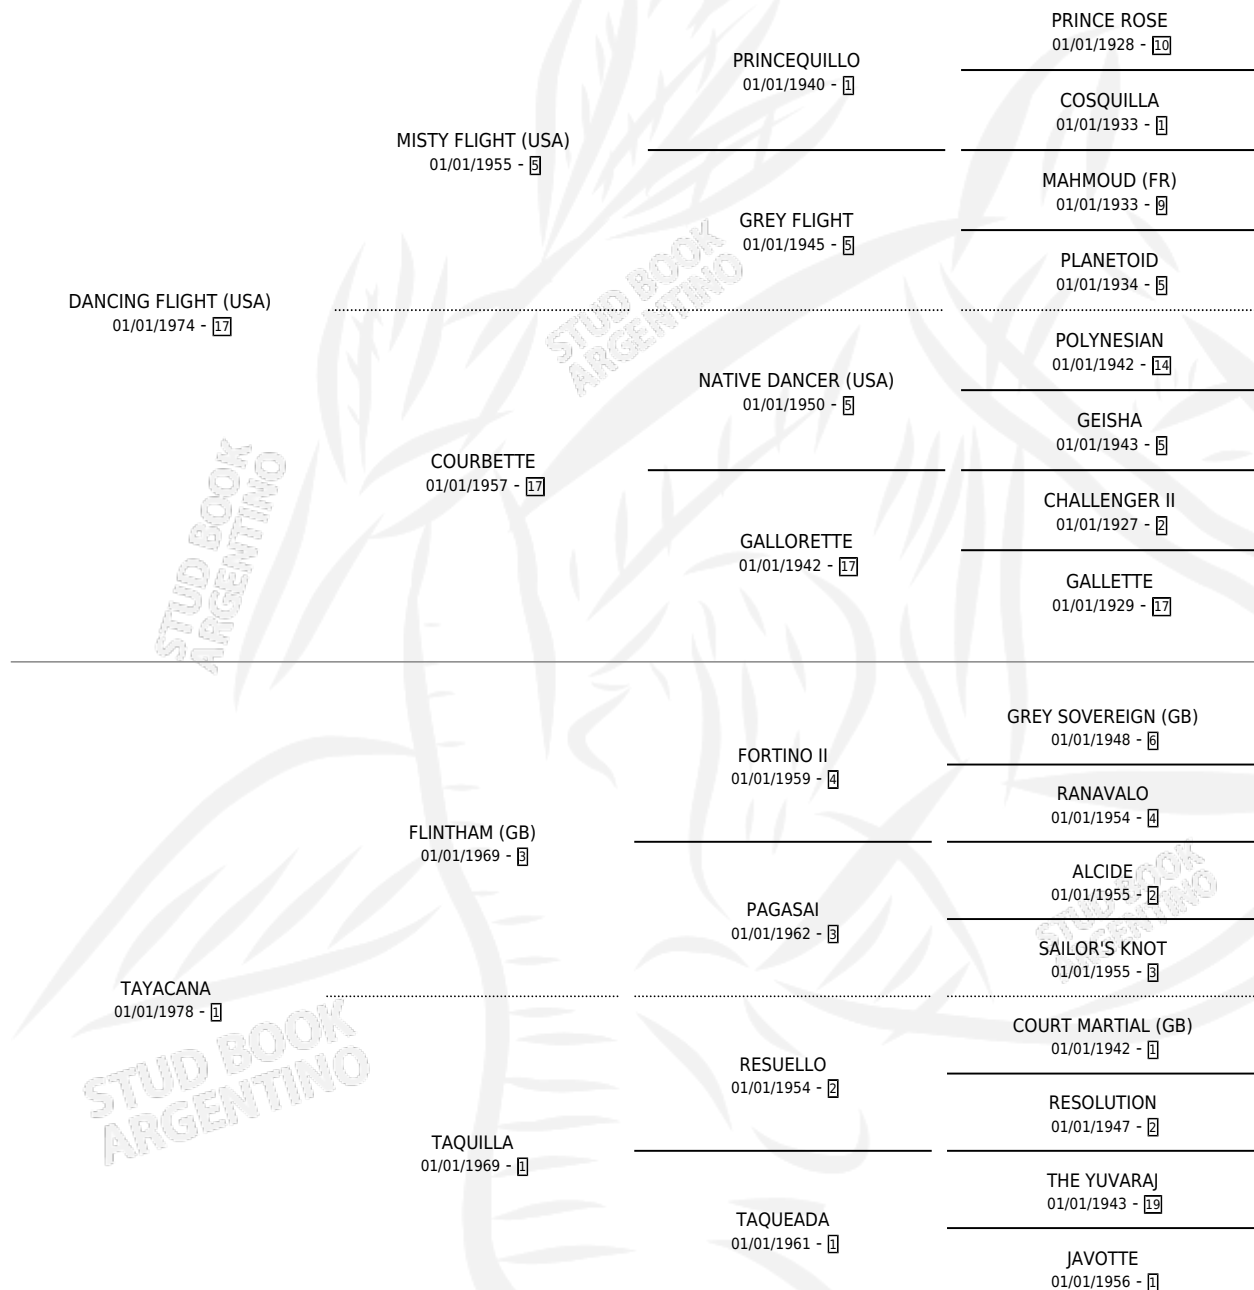 PRINCE ROSE
01/01/1928 - 10
PRINCEQUILLO
01/01/1940 - 1
COSQUILLA
01/01/1933 - 1
MISTY FLIGHT (USA)
01/01/1955 - 5
MAHMOUD (FR)
01/01/1933 - 9
GREY FLIGHT
01/01/1945 - 5
PLANETOID
01/01/1934 - 5
DANCING FLIGHT (USA)
01/01/1974 - 17
POLYNESIAN
01/01/1942 - 14
NATIVE DANCER (USA)
01/01/1950 - 5
GEISHA
01/01/1943 - 5
COURBETTE
01/01/1957 - 17
CHALLENGER II
01/01/1927 - 2
GALLORETTE
01/01/1942 - 17
GALLETTE
01/01/1929 - 17
GREY SOVEREIGN (GB)
01/01/1948 - 6
FORTINO II
01/01/1959 - 4
RANAVALO
01/01/1954 - 4
FLINTHAM (GB)
01/01/1969 - 3
ALCIDE
01/01/1955 - 2
PAGASAI
01/01/1962 - 3
SAILOR'S KNOT
01/01/1955 - 3
TAYACANA
01/01/1978 - 1
COURT MARTIAL (GB)
01/01/1942 - 1
RESUELLO
01/01/1954 - 2
RESOLUTION
01/01/1947 - 2
TAQUILLA
01/01/1969 - 1
THE YUVARAJ
01/01/1943 - 19
TAQUEADA
01/01/1961 - 1
JAVOTTE
01/01/1956 - 1
STUD BOOK
ARGENTINO
STUD BOOK
ARGENTINO
STUD BOOK
ARGENTINO
STUD BOOK
ARGENTINO